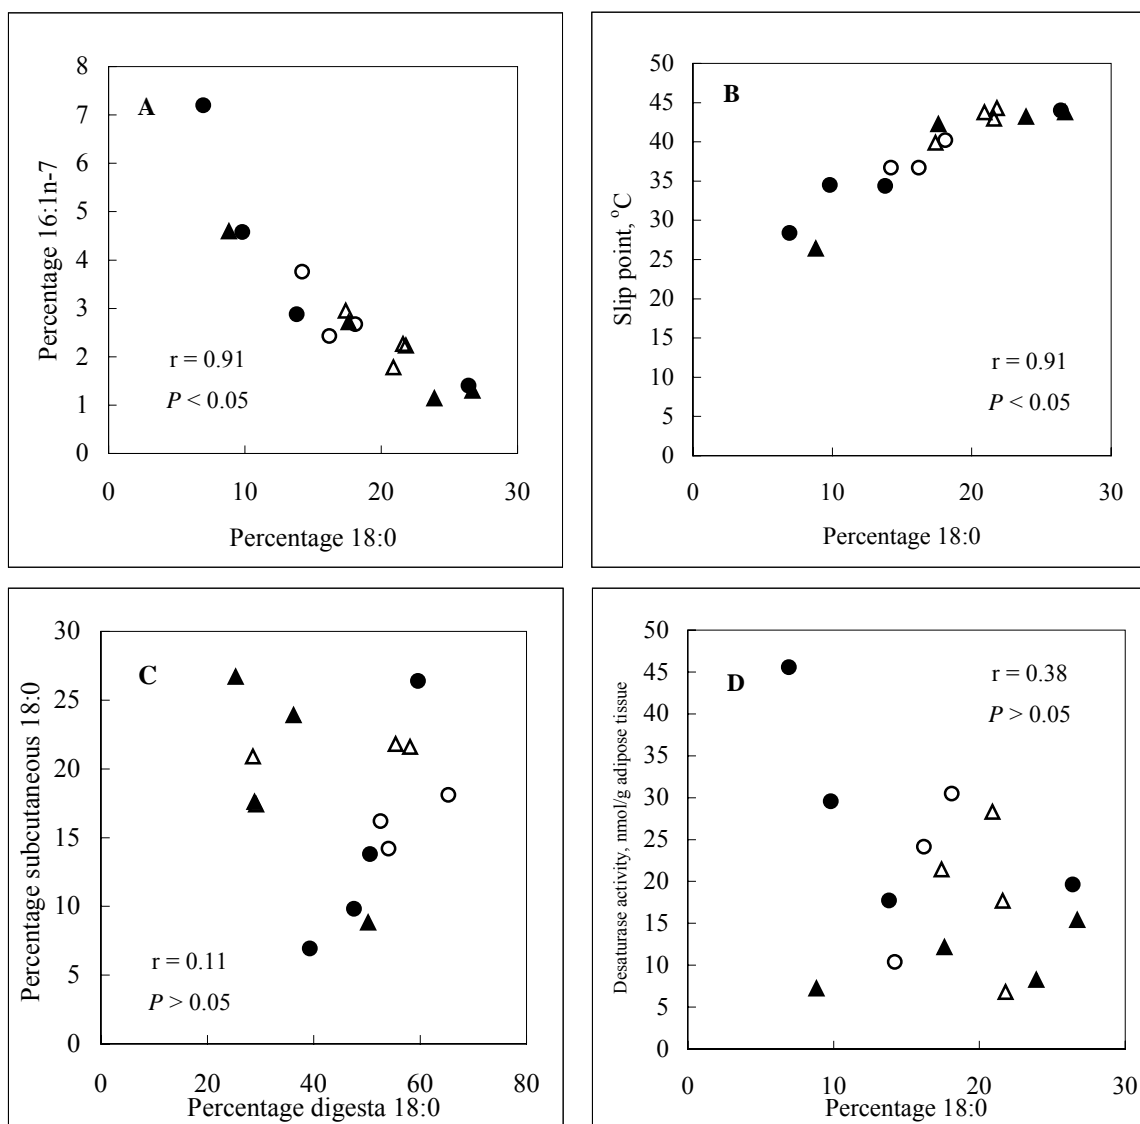 A
8
7
6
5
4
3
2
1
0
Percentage 16:1n-7
r = 0.91
P < 0.05
0 10 20 30
Percentage 18:0
B
50
45
40
35
30
25
20
15
10
5
0
Slip point, °C
r = 0.91
P < 0.05
0 10 20 30
Percentage 18:0
C
30
25
20
15
10
5
0
Percentage subcutaneous 18:0
r = 0.11
P > 0.05
0 20 40 60 80
Percentage digesta 18:0
D
50
45
40
35
30
25
20
15
10
5
0
Desaturase activity, nmol/g adipose tissue
r = 0.38
P > 0.05
0 10 20 30
Percentage 18:0